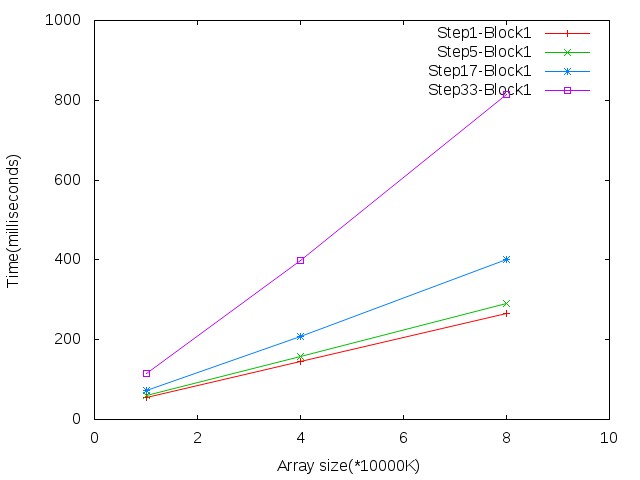 1000
800
600
400
200
0
0
2
4
6
8
10
Time(milliseconds)
Array size(*10000K)
Step1-Block1
Step5-Block1
Step17-Block1
Step33-Block1